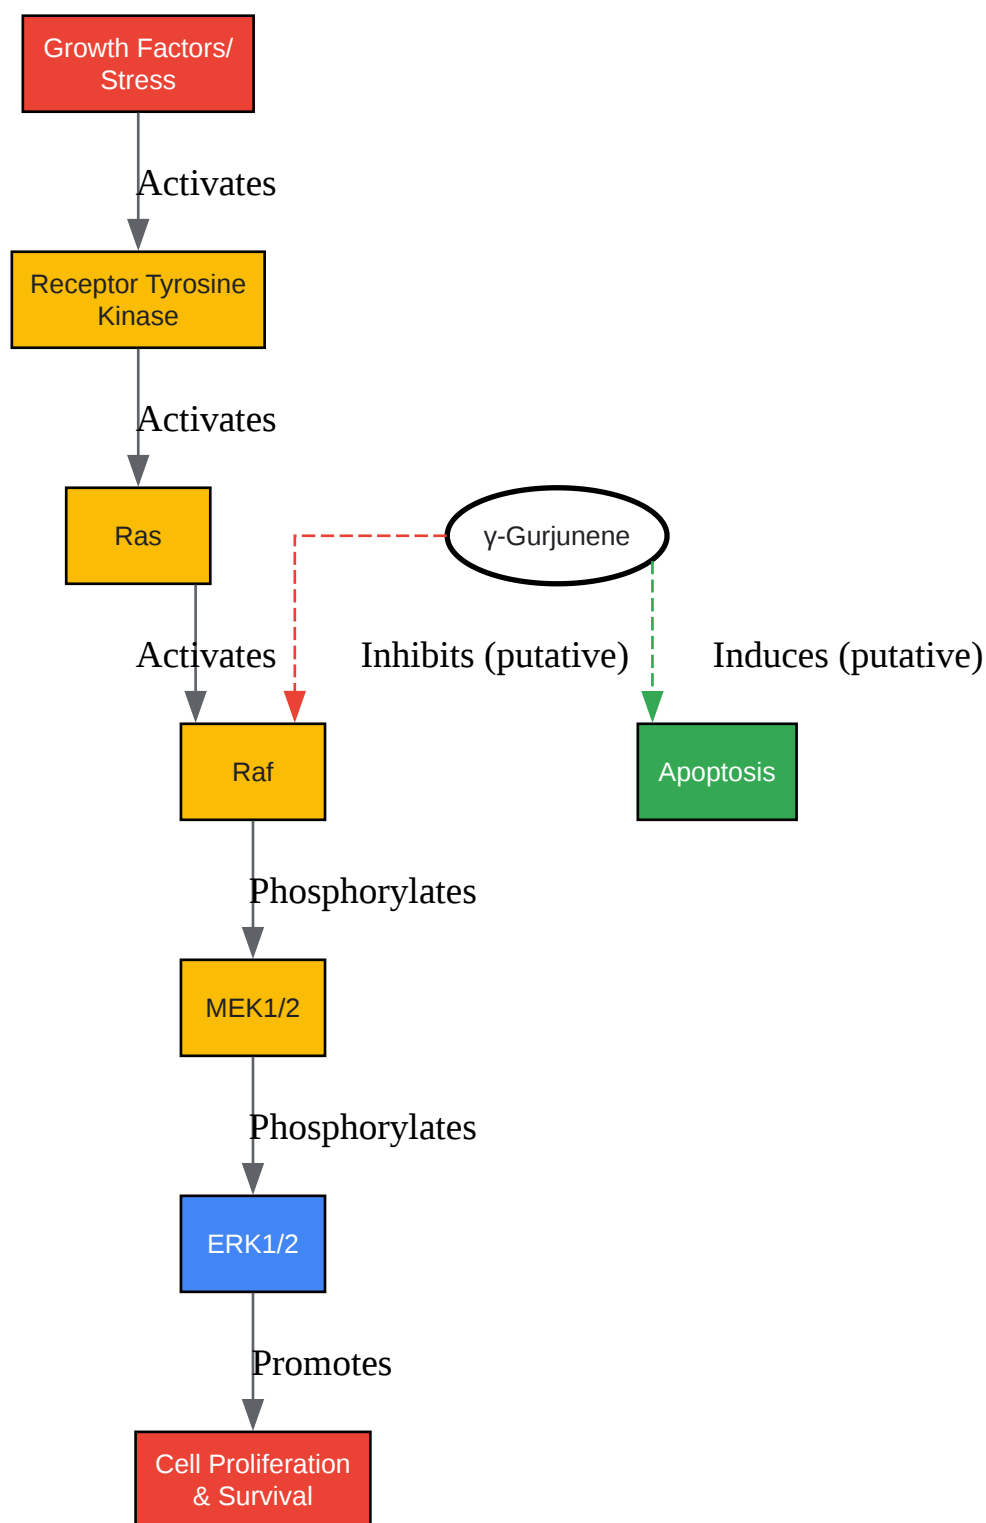 Growth Factors/
Stress
Activates
Receptor Tyrosine
Kinase
Activates
Ras
γ-Gurjunene
Activates
Inhibits (putative)
Induces (putative)
Raf
Apoptosis
Phosphorylates
MEK1/2
Phosphorylates
ERK1/2
Promotes
Cell Proliferation
& Survival